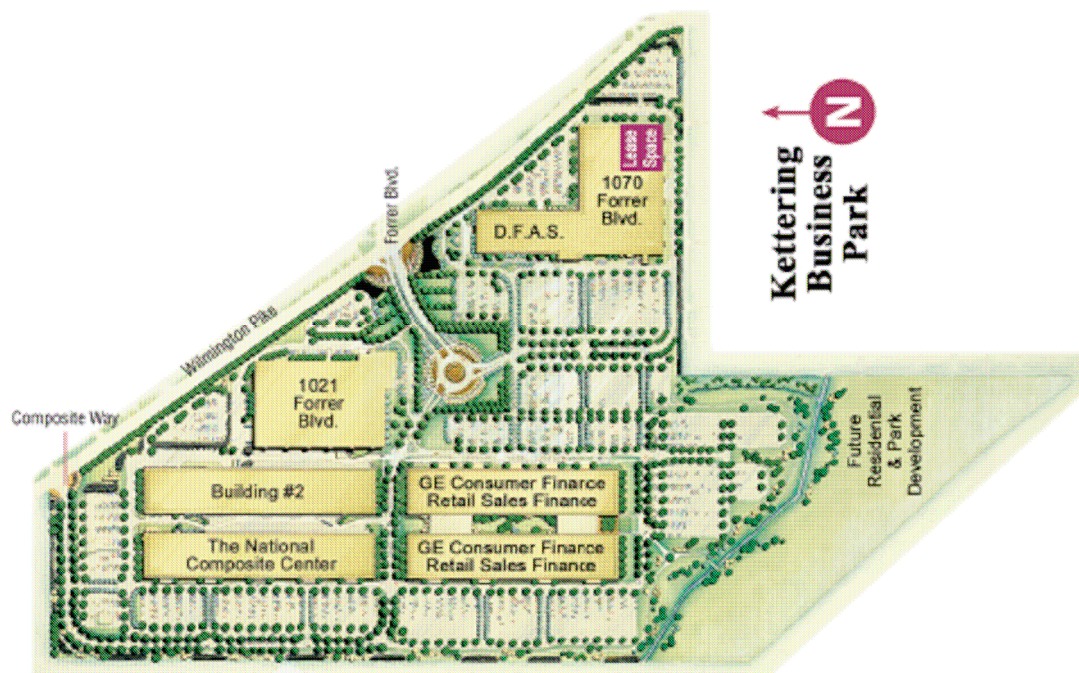 N
Kettering
Business
Park
Lease
Space
1070
Forrer
Blvd.
D.F.A.S.
Forrer Blvd.
Wilmington Pike
1021
Forrer
Blvd.
Composite Way
Building #2
GE Consumer Finance
Retail Sales Finance
The National
Composite Center
GE Consumer Finance
Retail Sales Finance
Future
Residential
& Park
Development